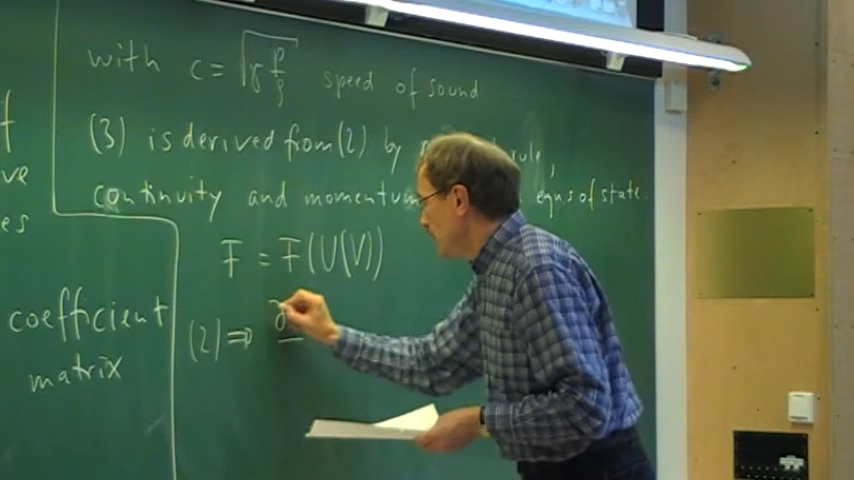 with c = √(γ p/ρ) speed of sound
(3) is derived from (2) by rule,
continuity and momentum eqns of state.
F = F(U(V))
(2) ⇒ ∂
ve
es
coefficient
matrix